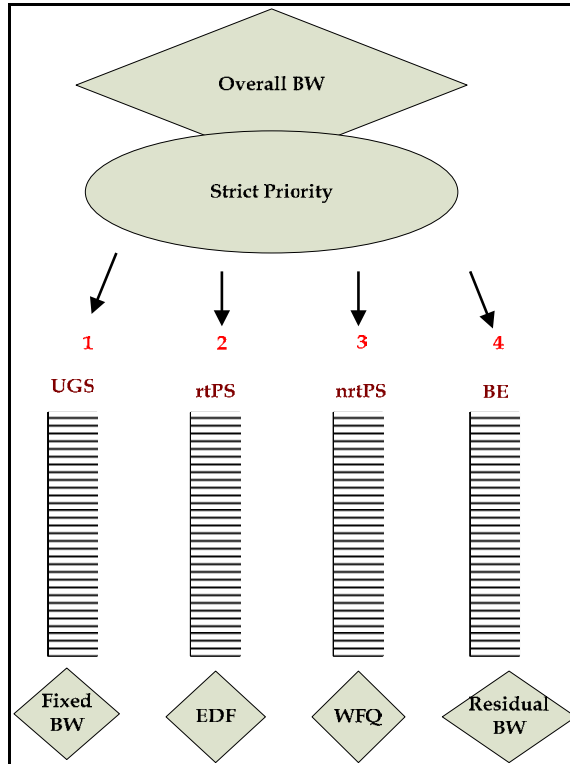 Overall BW
Strict Priority
1 2 3 4
UGS rtPS nrtPS BE
Fixed BW
EDF
WFQ
Residual BW